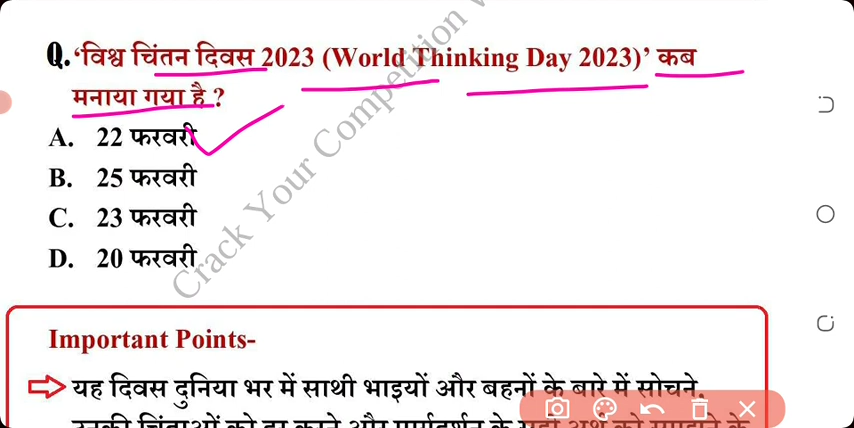 Q. ‘विश्व चिंतन दिवस 2023 (World Thinking Day 2023)’ कब
मनाया गया है ?
A. 22 फरवरी
B. 25 फरवरी
C. 23 फरवरी
D. 20 फरवरी
Crack Your Competition
Important Points-
यह दिवस दुनिया भर में साथी भाइयों और बहनों के बारे में सोचने,